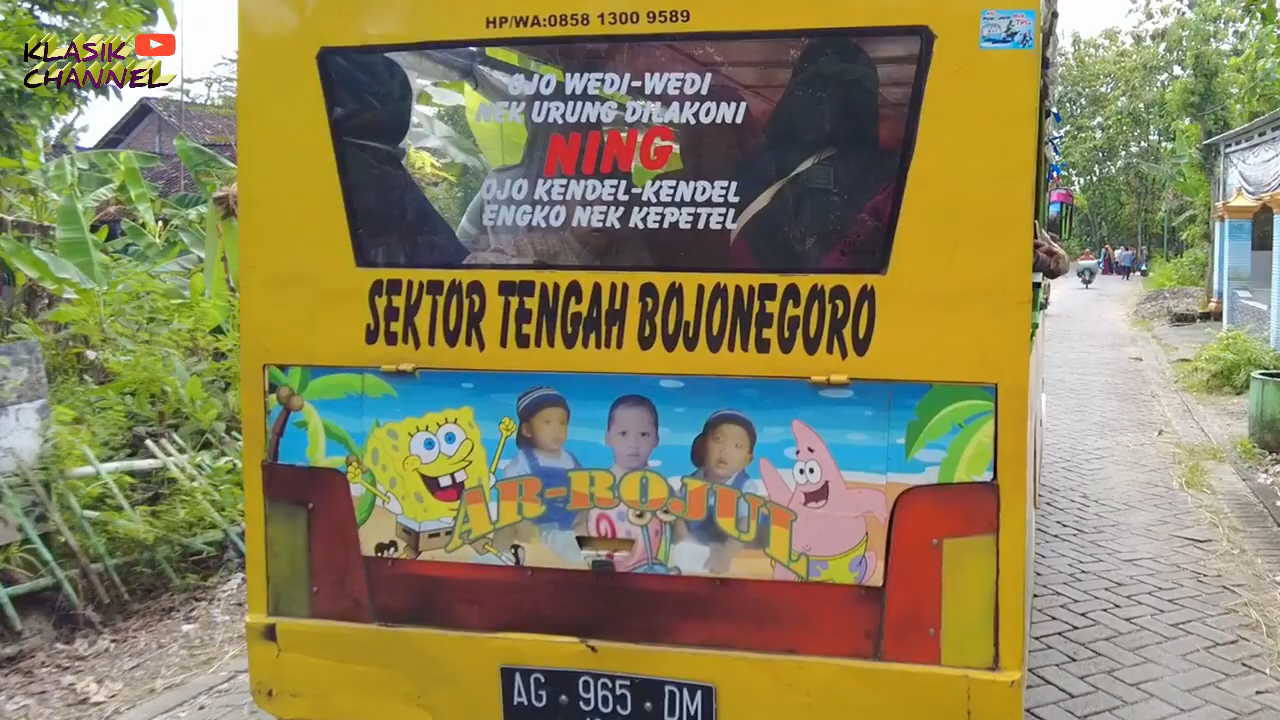 KLASIK
CHANNEL
HP/WA:0858 1300 9589
OJO WEDI-WEDI
NEK URUNG DILAKONI
NING
OJO KENDEL-KENDEL
ENGKO NEK KEPETEL
SEKTOR TENGAH BOJONEGORO
AR-ROJUL
AG 965 DM